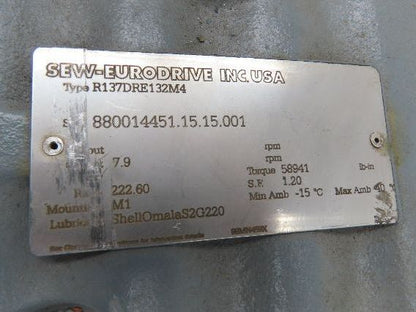 SEW-EURODRIVE INC. USA
Type R137DRE132M4
880014451.15.15.001
rpm
7.9 rpm
Torque 58941 lb-in
222.60 S.F. 1.20
M1 Min Amb -15 °C Max Amb
ShellOmalaS2G220